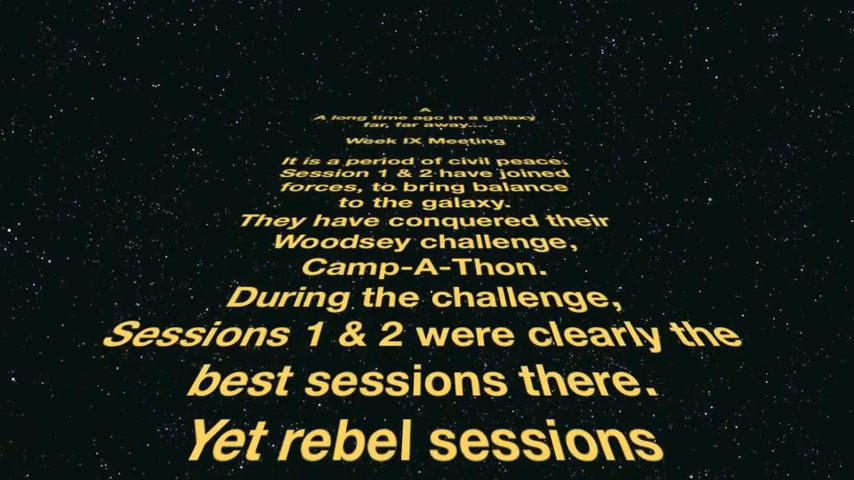 A
A long time ago in a galaxy
far, far away....
Week IX Meeting
It is a period of civil peace.
Session 1 & 2 have joined
forces, to bring balance
to the galaxy.
They have conquered their
Woodsey challenge,
Camp-A-Thon.
During the challenge,
Sessions 1 & 2 were clearly the
best sessions there.
Yet rebel sessions